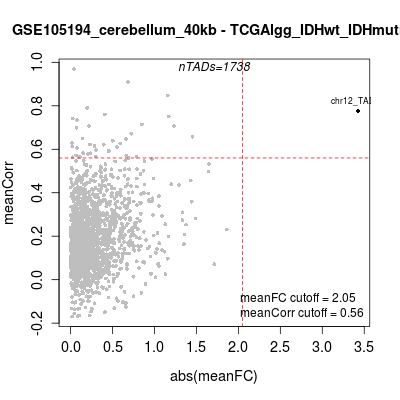 GSE105194_cerebellum_40kb - TCGAlgg_IDHwt_IDHmut
nTADs=1738
chr12_TAD
meanCorr
1.0
0.8
0.6
0.4
0.2
0.0
-0.2
meanFC cutoff = 2.05
meanCorr cutoff = 0.56
0.0 0.5 1.0 1.5 2.0 2.5 3.0 3.5
abs(meanFC)